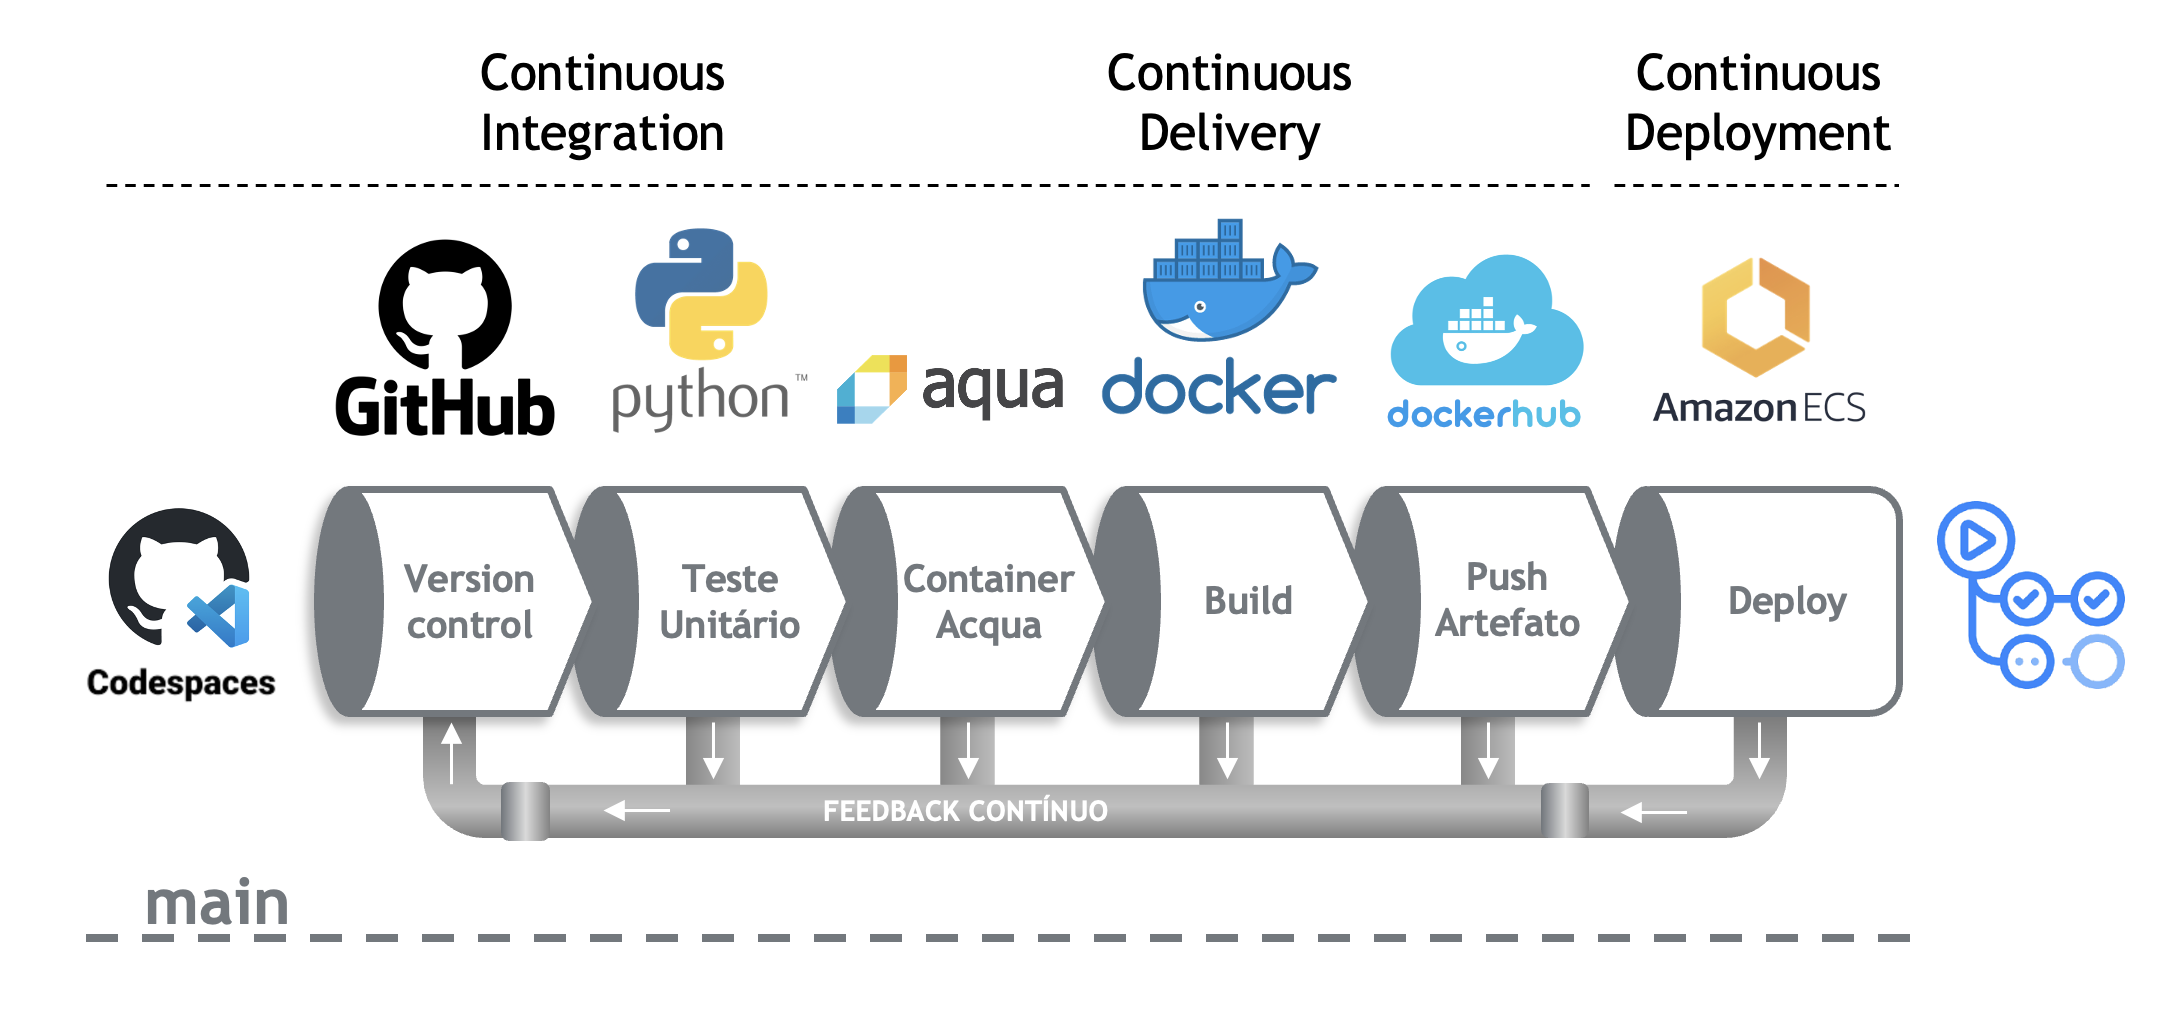 Continuous
Integration
Continuous
Delivery
Continuous
Deployment
GitHub
python™
aqua
docker
dockerhub
Amazon ECS
Codespaces
Version
control
Teste
Unitário
Container
Acqua
Build
Push
Artefato
Deploy
FEEDBACK CONTÍNUO
main